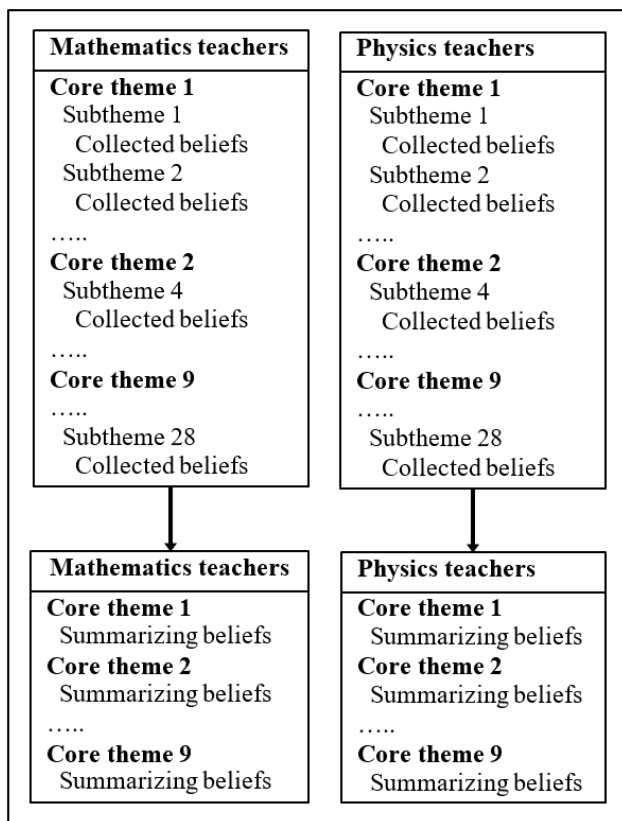 Mathematics teachers
Core theme 1
Subtheme 1
Collected beliefs
Subtheme 2
Collected beliefs
…..
Core theme 2
Subtheme 4
Collected beliefs
…..
Core theme 9
…..
Subtheme 28
Collected beliefs
Physics teachers
Core theme 1
Subtheme 1
Collected beliefs
Subtheme 2
Collected beliefs
…..
Core theme 2
Subtheme 4
Collected beliefs
…..
Core theme 9
…..
Subtheme 28
Collected beliefs
Mathematics teachers
Core theme 1
Summarizing beliefs
Core theme 2
Summarizing beliefs
…..
Core theme 9
Summarizing beliefs
Physics teachers
Core theme 1
Summarizing beliefs
Core theme 2
Summarizing beliefs
…..
Core theme 9
Summarizing beliefs